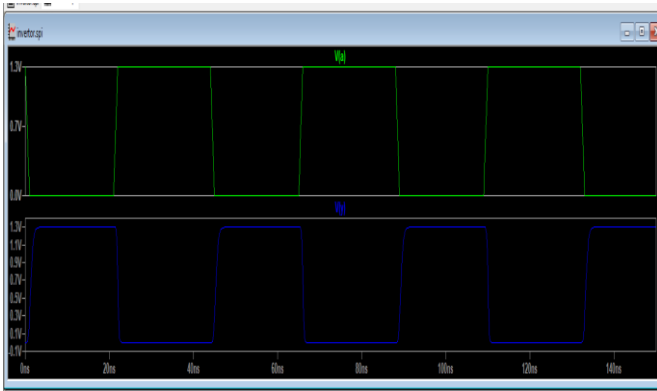 invertor.spi
V(a)
1.3V
0.7V
0.0V
V(y)
1.3V
1.1V
0.9V
0.7V
0.5V
0.3V
0.1V
-0.1V
0ns 20ns 40ns 60ns 80ns 100ns 120ns 140ns